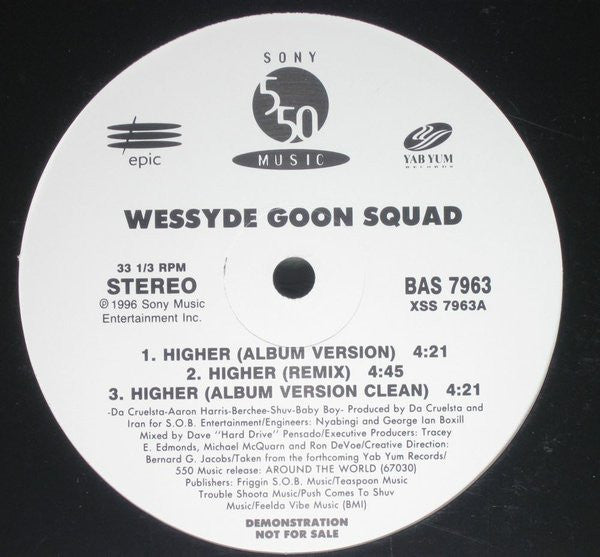 SONY
550
MUSIC
epic
YAB YUM
RECORDS
WESSYDE GOON SQUAD
33 1/3 RPM
STEREO
℗1996 Sony Music
Entertainment Inc.
BAS 7963
XSS 7963A
1. HIGHER (ALBUM VERSION) 4:21
2. HIGHER (REMIX) 4:45
3. HIGHER (ALBUM VERSION CLEAN) 4:21
-Da Cruelsta-Aaron Harris-Berchee-Shuv-Baby Boy- Produced by Da Cruelsta and
Iran for S.O.B. Entertainment/Engineers: Nyabingi and George Ian Boxill
Mixed by Dave "Hard Drive" Pensado/Executive Producers: Tracey
E. Edmonds, Michael McQuarn and Ron DeVoe/Creative Direction:
Bernard G. Jacobs/Taken from the forthcoming Yab Yum Records/
550 Music release: AROUND THE WORLD (67030)
Publishers: Friggin S.O.B. Music/Teaspoon Music
Trouble Shoota Music/Push Comes To Shuv
Music/Feelda Vibe Music (BMI)
DEMONSTRATION
NOT FOR SALE